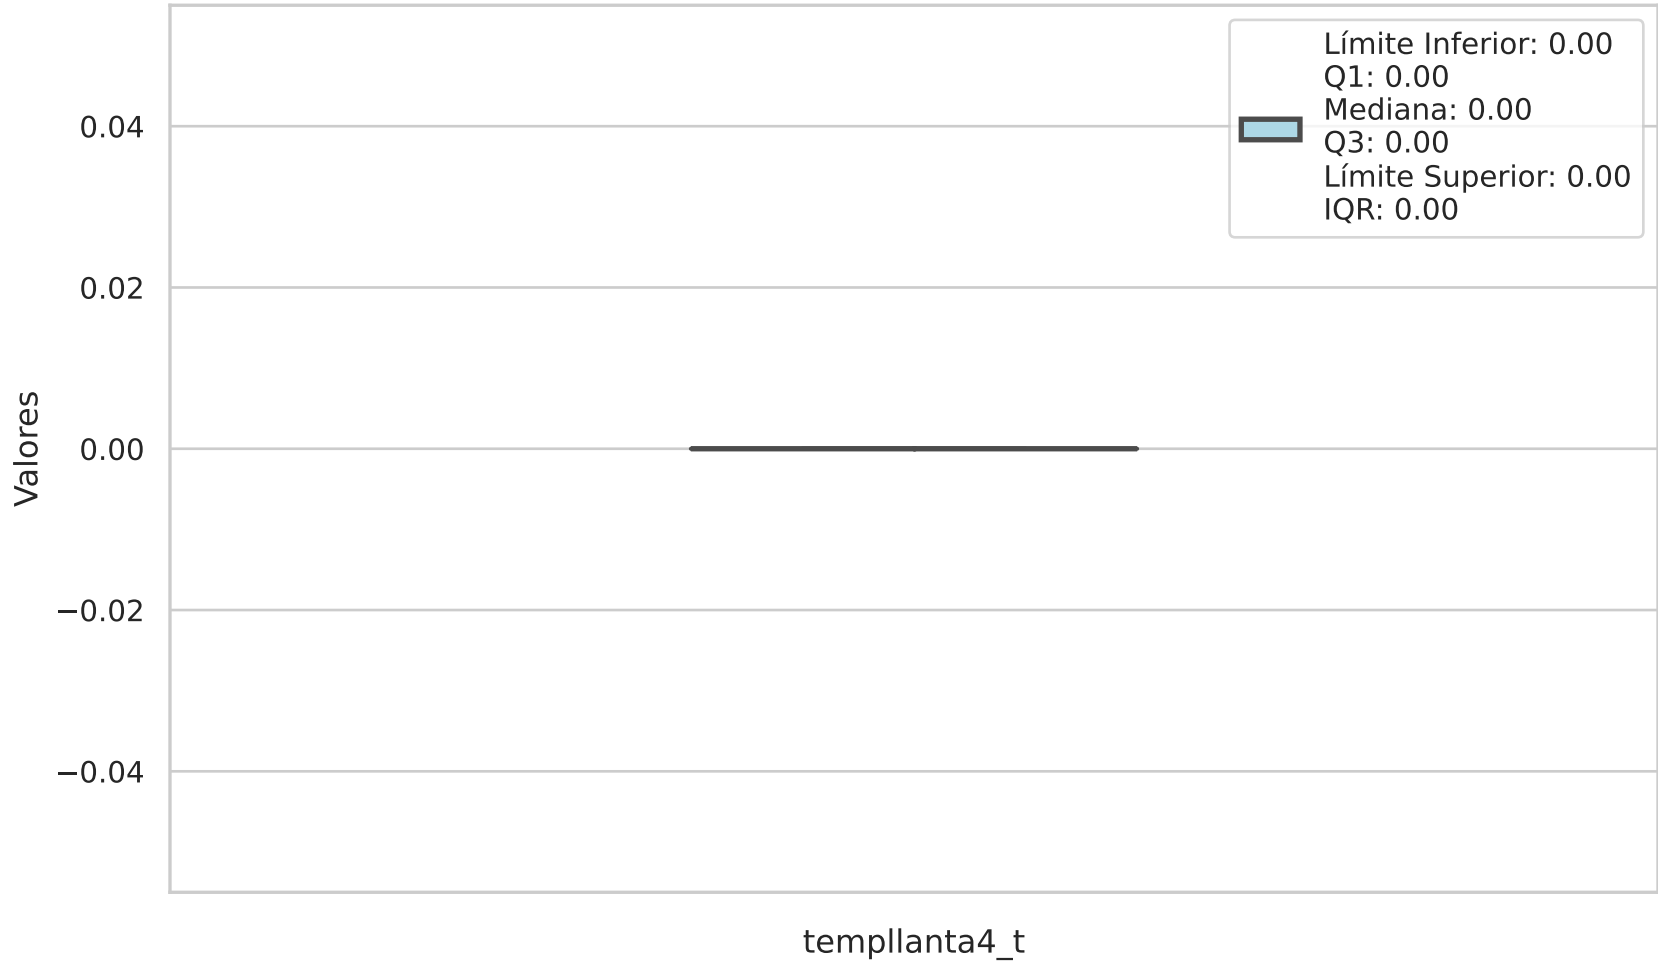 Límite Inferior: 0.00
Q1: 0.00
Mediana: 0.00
Q3: 0.00
Límite Superior: 0.00
IQR: 0.00
0.04
0.02
0.00
−0.02
−0.04
Valores
templlanta4_t